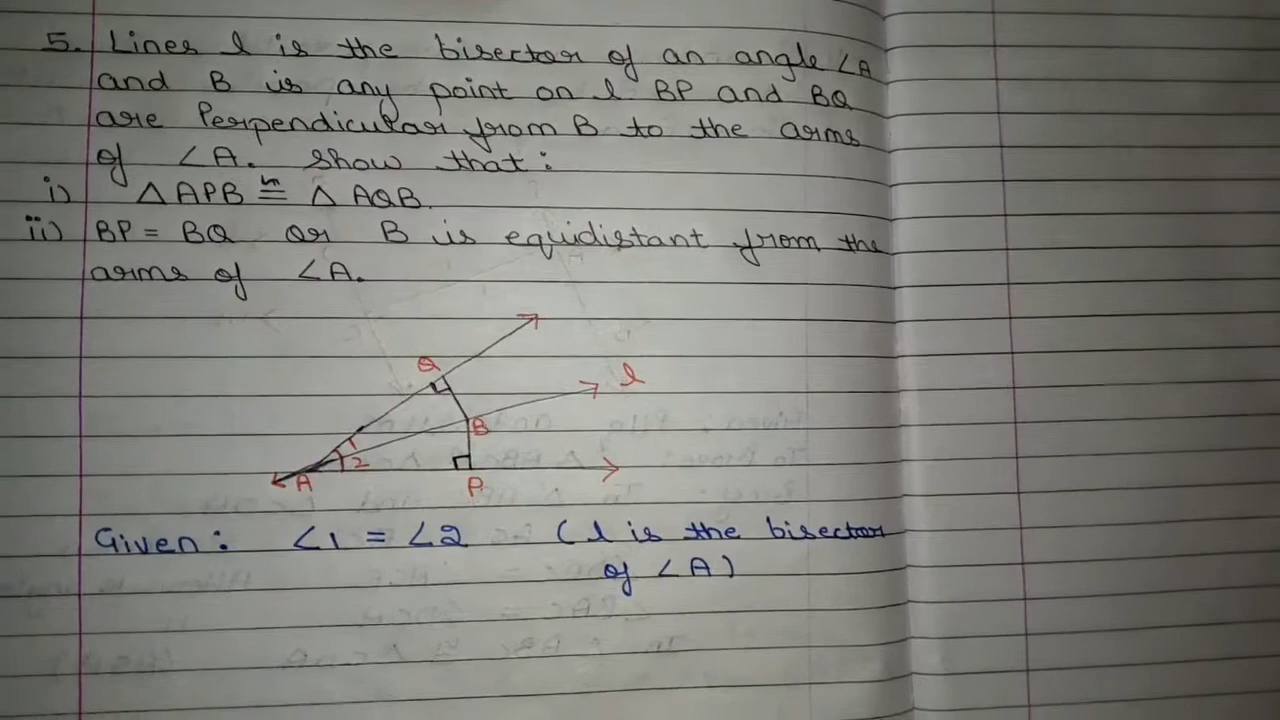 5. Lines l is the bisector of an angle ∠A
and B is any point on l BP and BQ
are Perpendicular from B to the arms
of ∠A. Show that:
i) △APB ≅ △AQB.
ii) BP = BQ or B is equidistant from the
arms of ∠A.
Q
l
B
1
2
A
P
Given: ∠1 = ∠2 (l is the bisector
of ∠A)